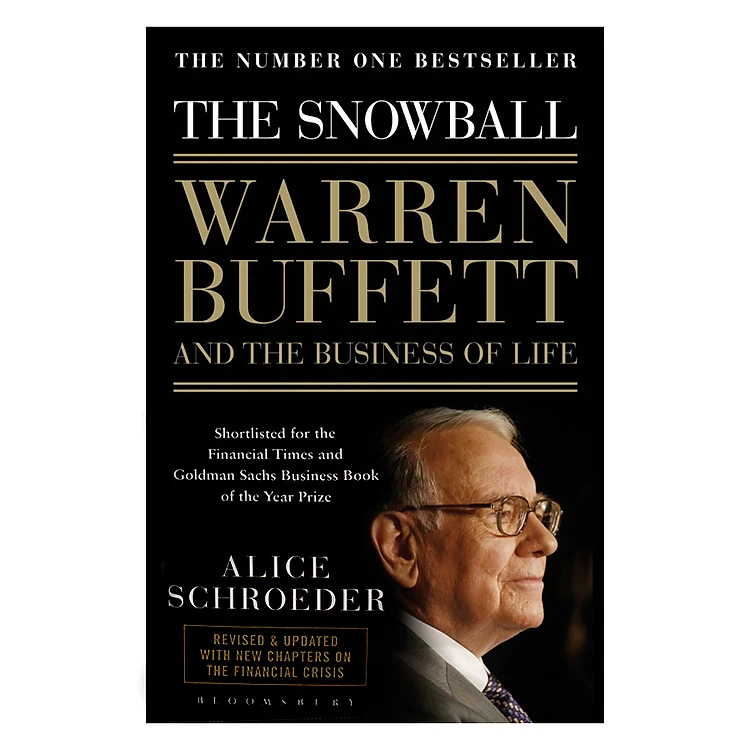 THE NUMBER ONE BESTSELLER
THE SNOWBALL
WARREN
BUFFETT
AND THE BUSINESS OF LIFE
Shortlisted for the
Financial Times and
Goldman Sachs Business Book
of the Year Prize
ALICE
SCHROEDER
REVISED & UPDATED
WITH NEW CHAPTERS ON
THE FINANCIAL CRISIS
BLOOMSBURY